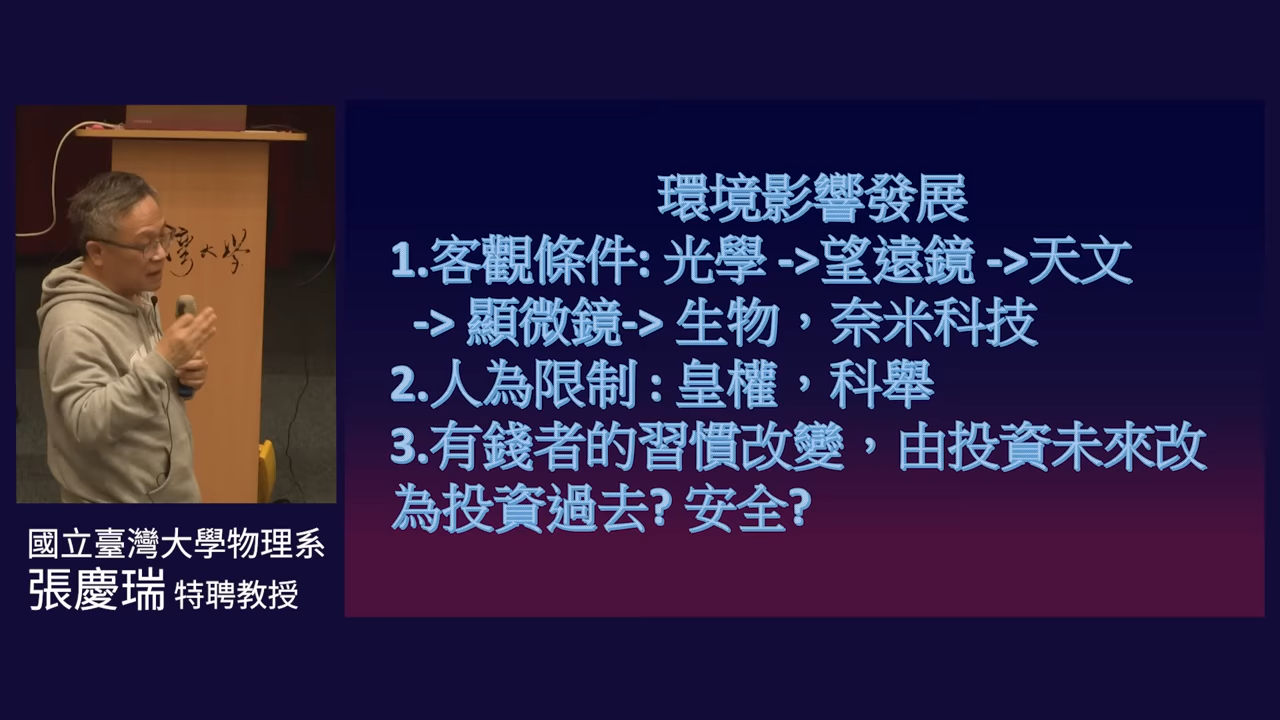 灣大學
環境影響發展
1.客觀條件: 光學 ->望遠鏡 ->天文
-> 顯微鏡-> 生物，奈米科技
2.人為限制 : 皇權，科舉
3.有錢者的習慣改變，由投資未來改
為投資過去? 安全?
國立臺灣大學物理系
張慶瑞 特聘教授